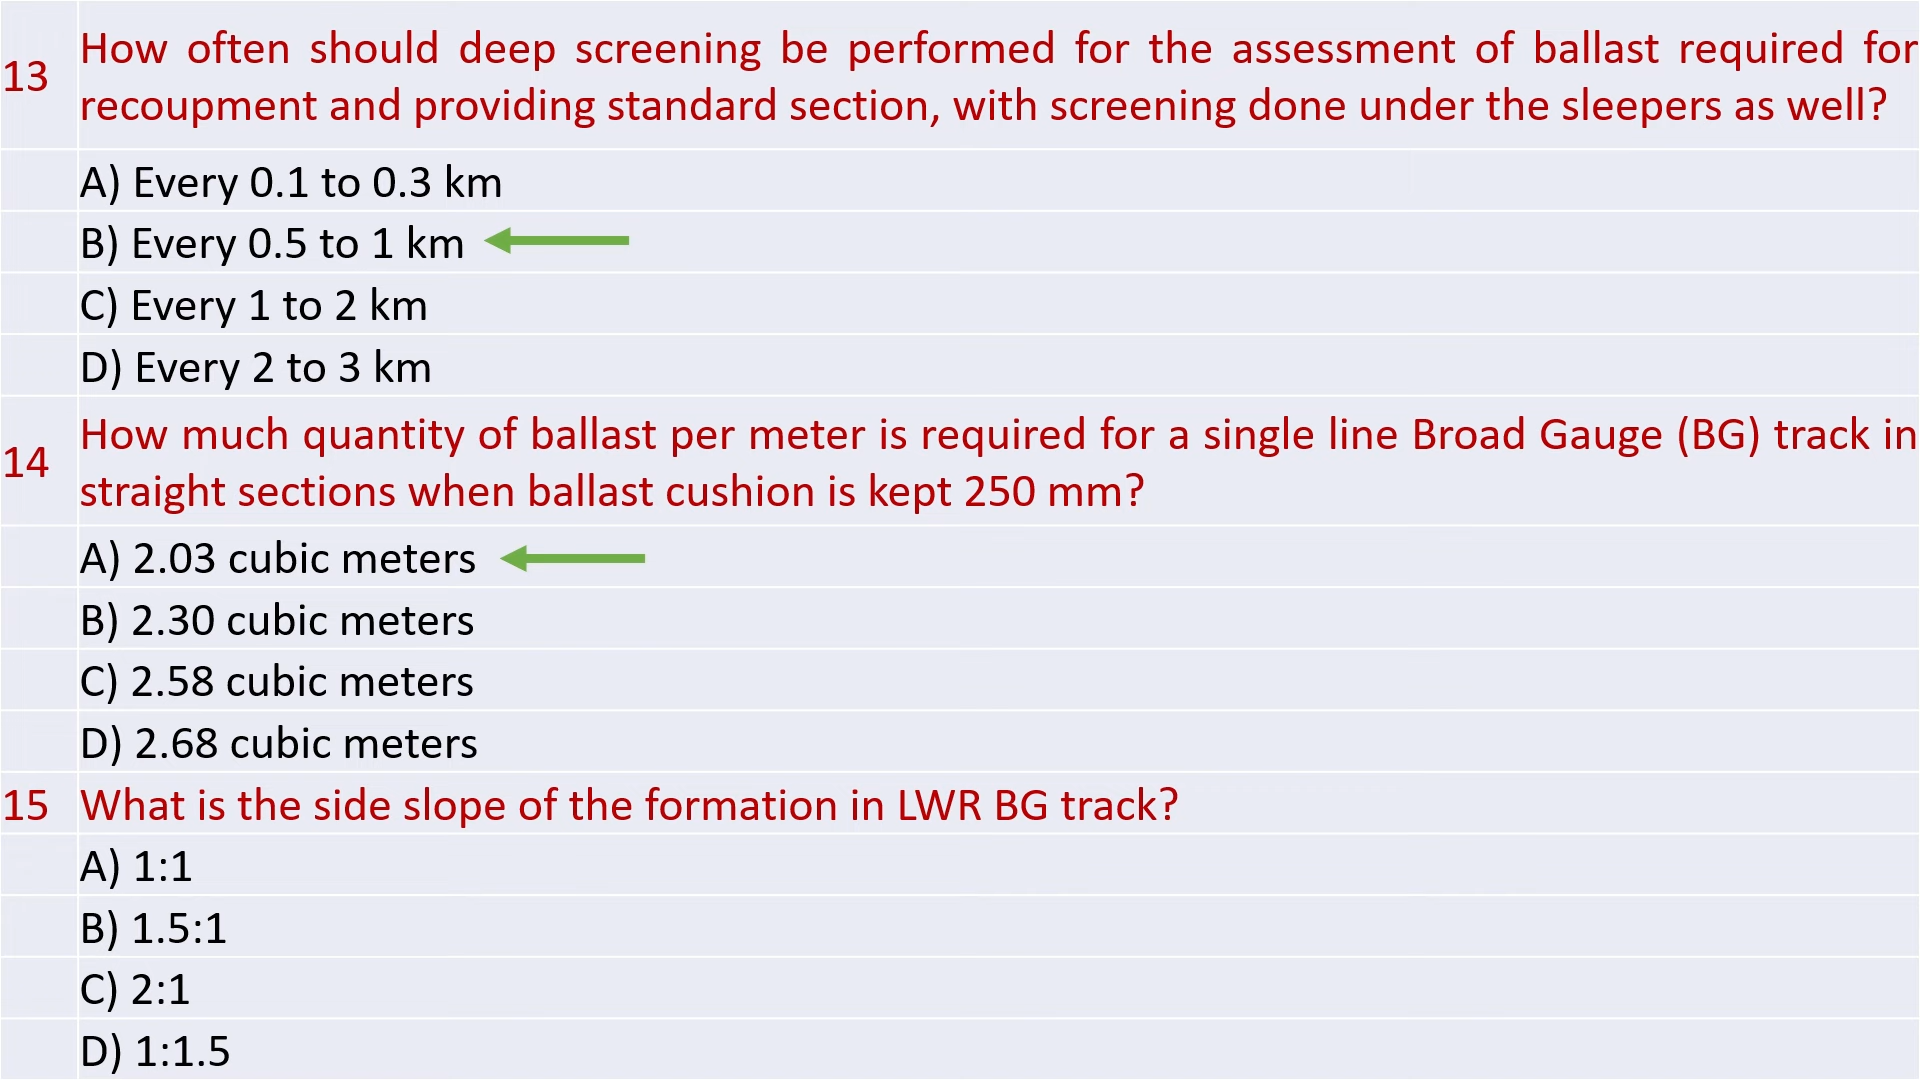 13 How often should deep screening be performed for the assessment of ballast required for
recoupment and providing standard section, with screening done under the sleepers as well?
A) Every 0.1 to 0.3 km
B) Every 0.5 to 1 km
C) Every 1 to 2 km
D) Every 2 to 3 km
14 How much quantity of ballast per meter is required for a single line Broad Gauge (BG) track in
straight sections when ballast cushion is kept 250 mm?
A) 2.03 cubic meters
B) 2.30 cubic meters
C) 2.58 cubic meters
D) 2.68 cubic meters
15 What is the side slope of the formation in LWR BG track?
A) 1:1
B) 1.5:1
C) 2:1
D) 1:1.5